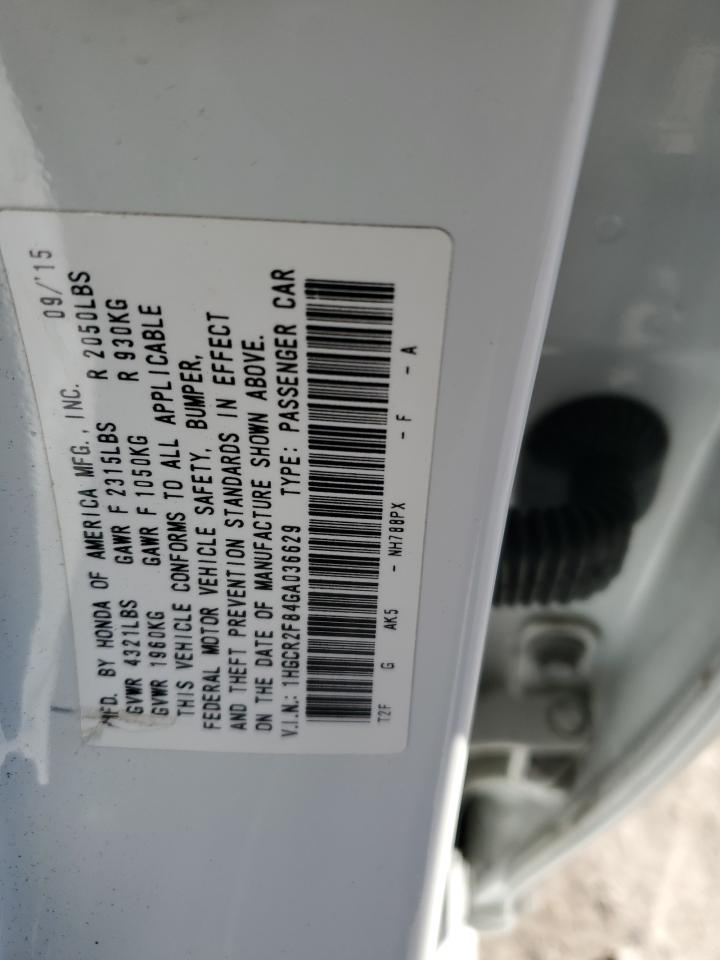 MFD. BY HONDA OF AMERICA MFG., INC. 09/'15
GVWR 4321LBS GAWR F 2315LBS R 2050LBS
GVWR 1960KG GAWR F 1050KG R 930KG
THIS VEHICLE CONFORMS TO ALL APPLICABLE
FEDERAL MOTOR VEHICLE SAFETY, BUMPER,
AND THEFT PREVENTION STANDARDS IN EFFECT
ON THE DATE OF MANUFACTURE SHOWN ABOVE.
V.I.N.: 1HGCR2F84GA036629 TYPE: PASSENGER CAR
T2F G AK5 - NH788PX - F - A